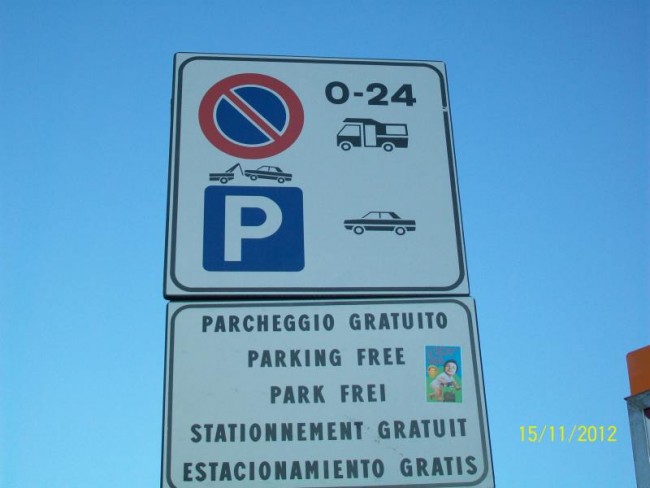 0-24
P
PARCHEGGIO GRATUITO
PARKING FREE
PARK FREI
STATIONNEMENT GRATUIT
ESTACIONAMIENTO GRATIS
15/11/2012